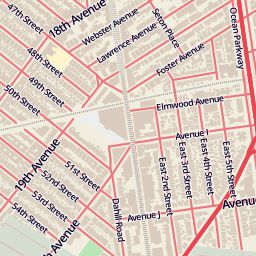 47th Street
18th Avenue
Webster Avenue
Seton Place
Ocean Parkway
Lawrence Avenue
48th Street
Foster Avenue
49th Street
50th Street
Elmwood Avenue
Avenue I
19th Avenue
51st Street
52nd Street
53rd Street
54th Street
East 2nd Street
East 3rd Street
East 4th Street
East 5th Street
Dahill Road
Avenue J
Avenue
Avenue